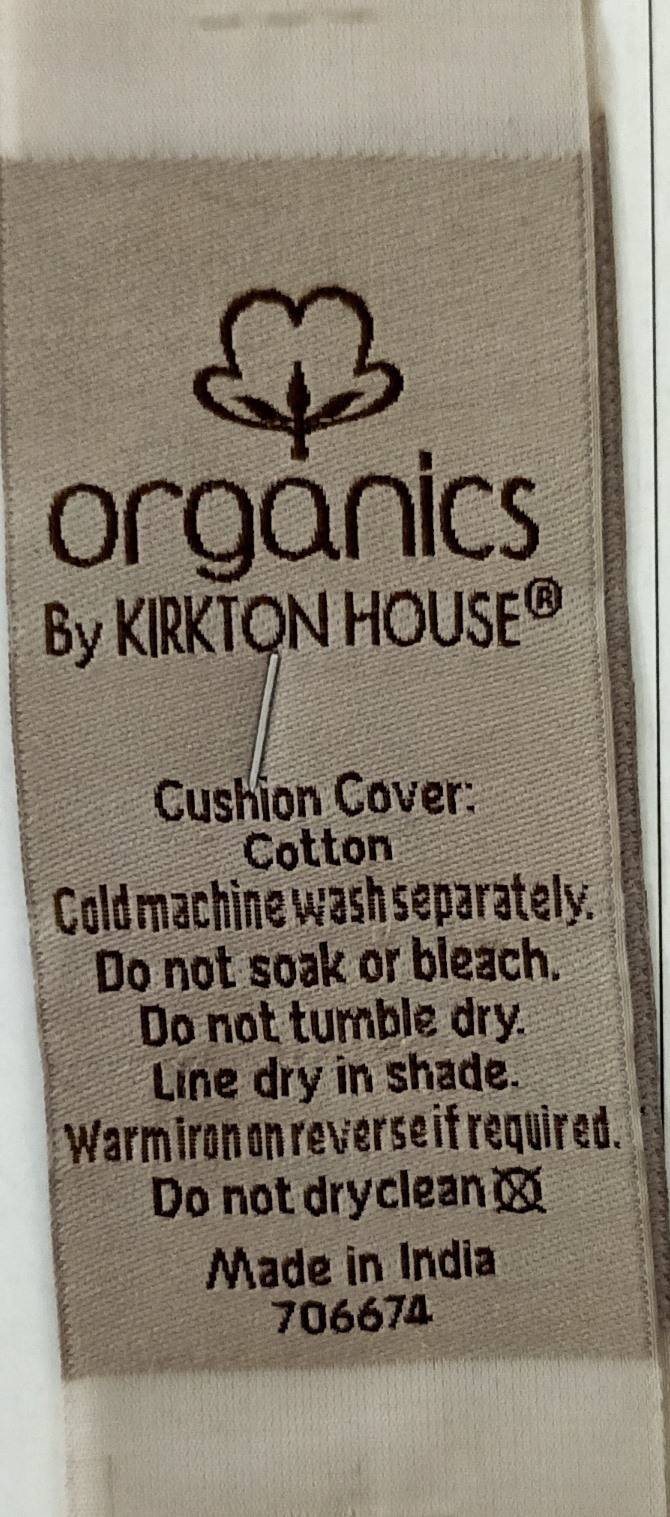 organics
By KIRKTON HOUSE®
Cushion Cover:
Cotton
Cold machine wash separately.
Do not soak or bleach.
Do not tumble dry.
Line dry in shade.
Warm iron on reverse if required.
Do not dryclean
Made in India
706674